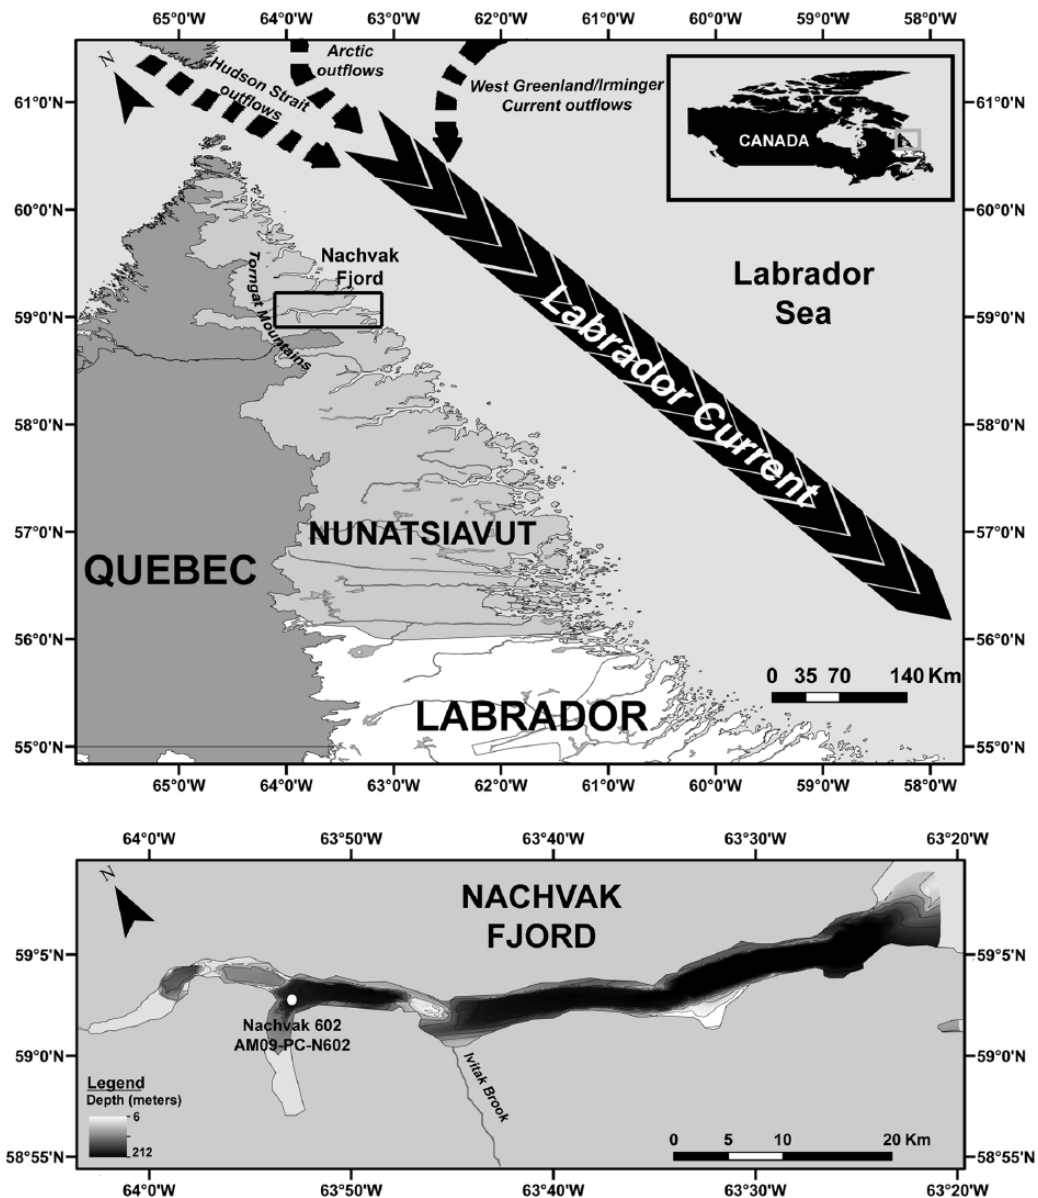 65°0'W 64°0'W 63°0'W 62°0'W 61°0'W 60°0'W 59°0'W 58°0'W
N
Arctic
outflows
Hudson Strait
outflows
West Greenland/Irminger
Current outflows
CANADA
61°0'N 61°0'N
60°0'N 60°0'N
Nachvak
Fjord
Torngat Mountains
Labrador
Sea
59°0'N 59°0'N
Labrador Current
58°0'N 58°0'N
57°0'N 57°0'N
NUNATSIAVUT
QUEBEC
56°0'N 56°0'N
0 35 70 140 Km
LABRADOR
55°0'N 55°0'N
65°0'W 64°0'W 63°0'W 62°0'W 61°0'W 60°0'W 59°0'W 58°0'W
64°0'W 63°50'W 63°40'W 63°30'W 63°20'W
N
NACHVAK
FJORD
59°5'N 59°5'N
Nachvak 602
AM09-PC-N602
59°0'N 59°0'N
Ivitak Brook
Legend
Depth (meters)
6
212
0 5 10 20 Km
58°55'N 58°55'N
64°0'W 63°50'W 63°40'W 63°30'W 63°20'W